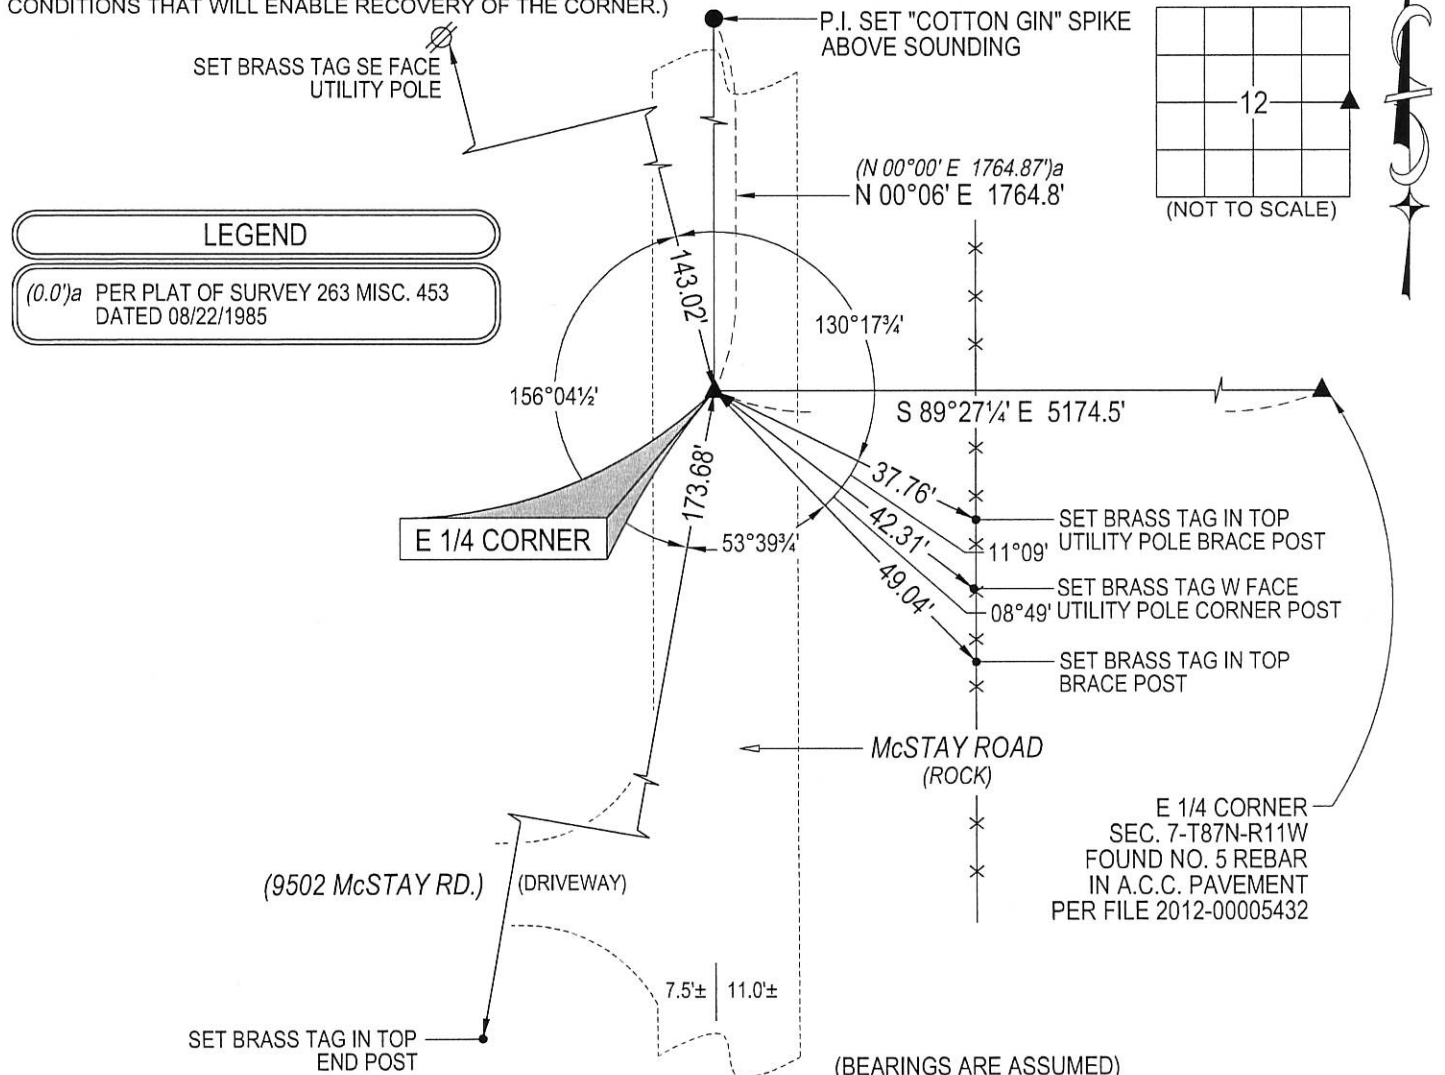 CONDITIONS THAT WILL ENABLE RECOVERY OF THE CORNER.)
P.I. SET "COTTON GIN" SPIKE
ABOVE SOUNDING
SET BRASS TAG SE FACE
UTILITY POLE
12
(NOT TO SCALE)
(N 00°00' E 1764.87')a
N 00°06' E 1764.8'
LEGEND
(0.0')a PER PLAT OF SURVEY 263 MISC. 453
DATED 08/22/1985
143.02'
130°17¾'
156°04½'
S 89°27¼' E 5174.5'
173.68'
E 1/4 CORNER
53°39¾'
37.76'
42.31'
49.04'
11°09'
08°49'
SET BRASS TAG IN TOP
UTILITY POLE BRACE POST
SET BRASS TAG W FACE
UTILITY POLE CORNER POST
SET BRASS TAG IN TOP
BRACE POST
McSTAY ROAD
(ROCK)
E 1/4 CORNER
SEC. 7-T87N-R11W
FOUND NO. 5 REBAR
IN A.C.C. PAVEMENT
PER FILE 2012-00005432
(9502 McSTAY RD.) (DRIVEWAY)
7.5'± 11.0'±
SET BRASS TAG IN TOP
END POST
(BEARINGS ARE ASSUMED)